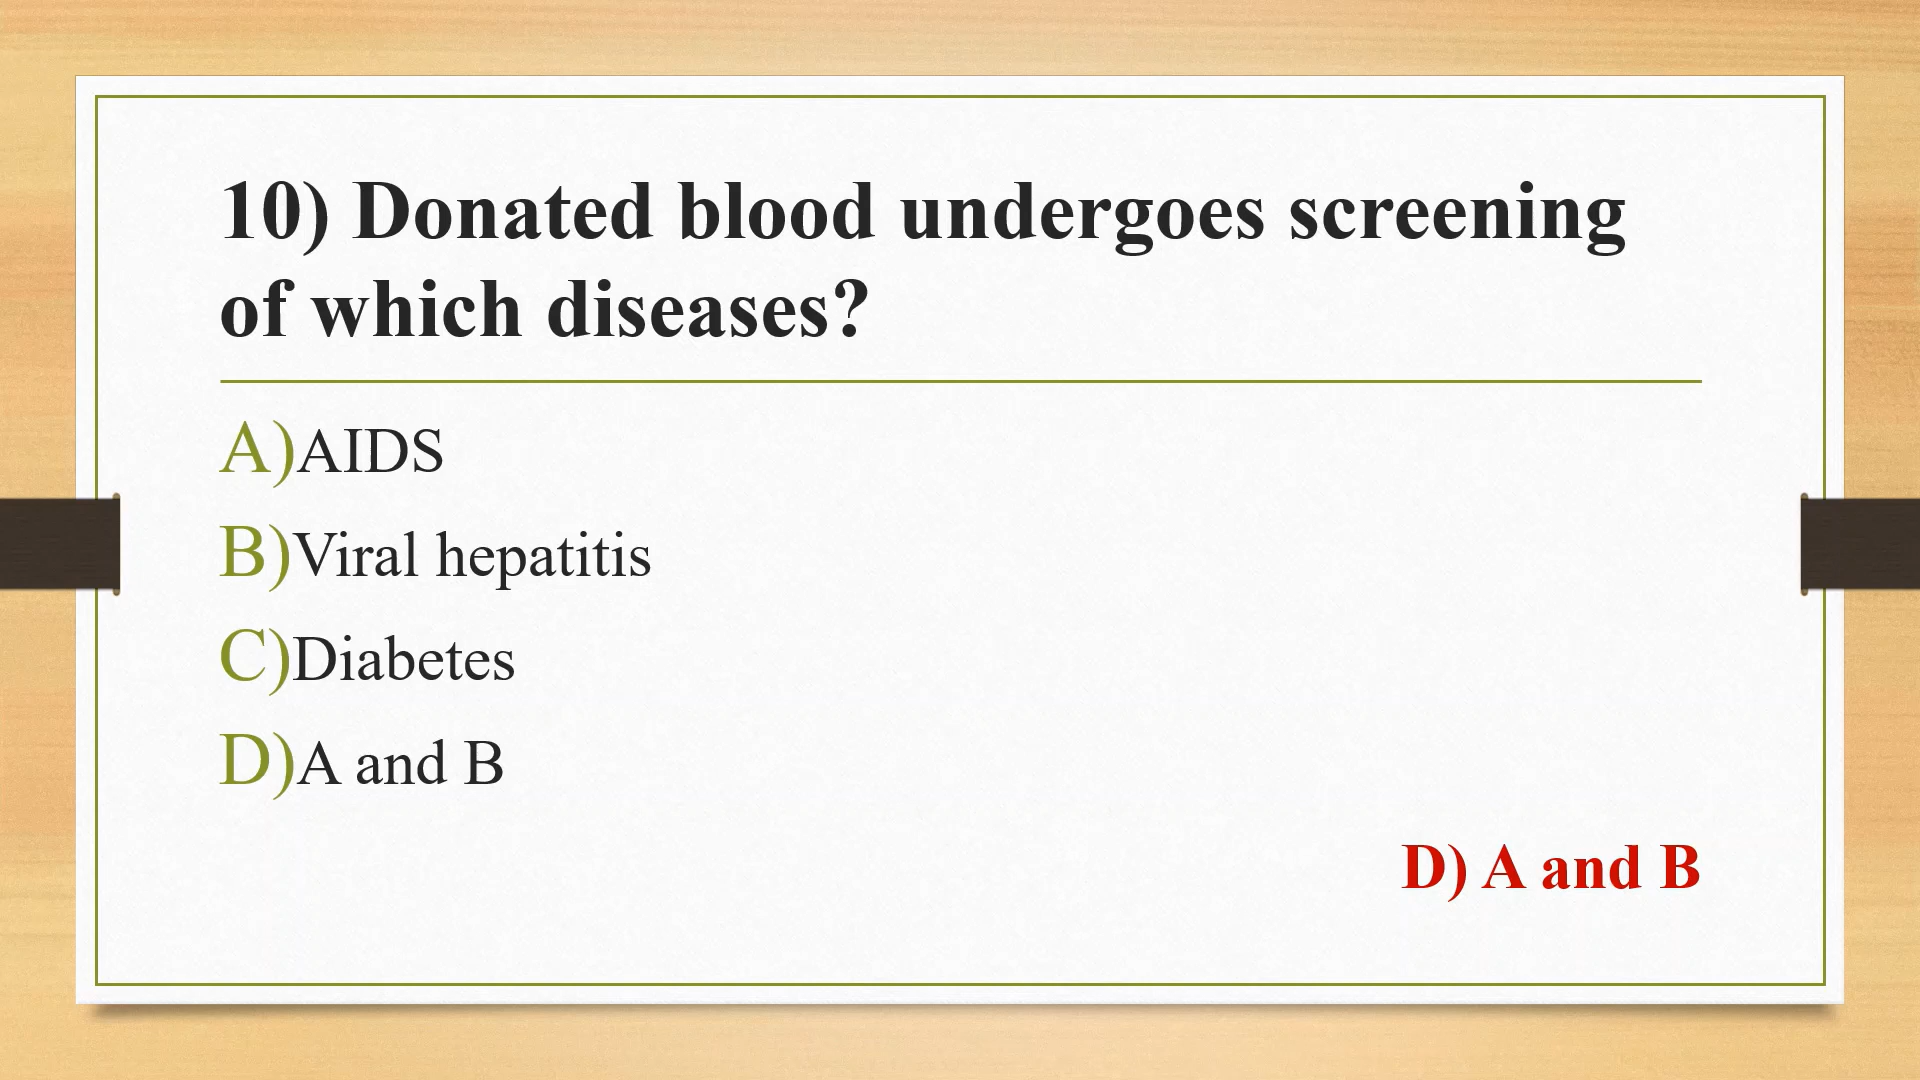 10) Donated blood undergoes screening
of which diseases?
A)AIDS
B)Viral hepatitis
C)Diabetes
D)A and B
D) A and B